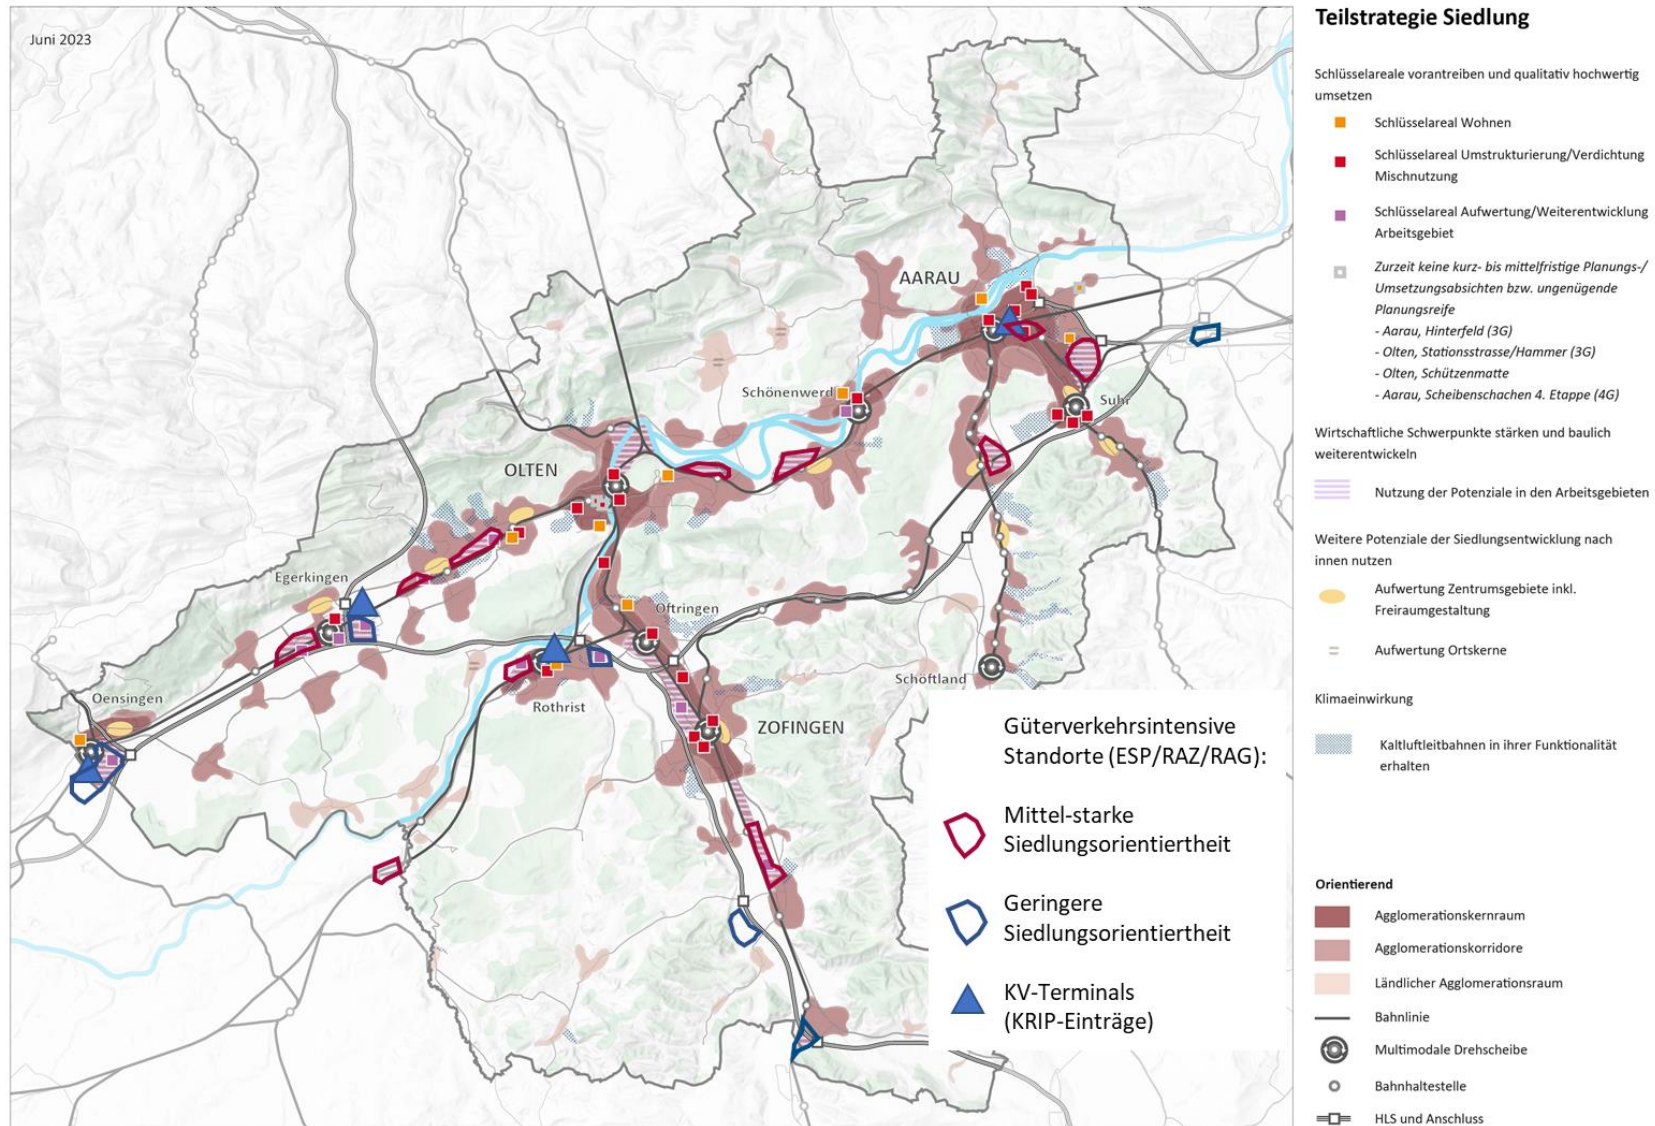 Juni 2023
AARAU
Schönenwerd
Suhr
OLTEN
Egerkingen
Oftringen
Oensingen
Rothrist
Schöftland
ZOFINGEN
Güterverkehrsintensive
Standorte (ESP/RAZ/RAG):
Mittel-starke
Siedlungsorientiertheit
Geringere
Siedlungsorientiertheit
KV-Terminals
(KRIP-Einträge)
Teilstrategie Siedlung
Schlüsselareale vorantreiben und qualitativ hochwertig
umsetzen
Schlüsselareal Wohnen
Schlüsselareal Umstrukturierung/Verdichtung
Mischnutzung
Schlüsselareal Aufwertung/Weiterentwicklung
Arbeitsgebiet
Zurzeit keine kurz- bis mittelfristige Planungs-/
Umsetzungsabsichten bzw. ungenügende
Planungsreife
- Aarau, Hinterfeld (3G)
- Olten, Stationsstrasse/Hammer (3G)
- Olten, Schützenmatte
- Aarau, Scheibenschachen 4. Etappe (4G)
Wirtschaftliche Schwerpunkte stärken und baulich
weiterentwickeln
Nutzung der Potenziale in den Arbeitsgebieten
Weitere Potenziale der Siedlungsentwicklung nach
innen nutzen
Aufwertung Zentrumsgebiete inkl.
Freiraumgestaltung
Aufwertung Ortskerne
Klimaeinwirkung
Kaltluftleitbahnen in ihrer Funktionalität
erhalten
Orientierend
Agglomerationskernraum
Agglomerationskorridore
Ländlicher Agglomerationsraum
Bahnlinie
Multimodale Drehscheibe
Bahnhaltestelle
HLS und Anschluss